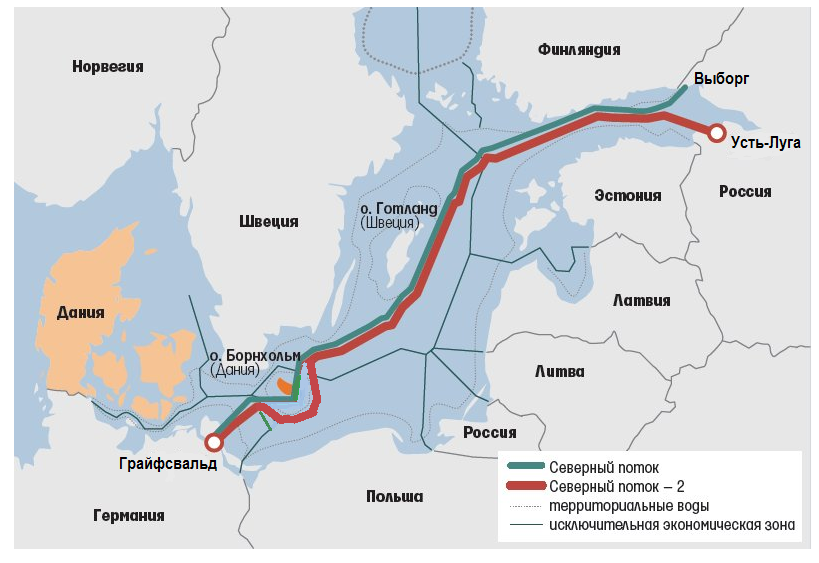 Норвегия
Финляндия
Выборг
Усть-Луга
Эстония
Россия
о. Готланд
(Швеция)
Швеция
Дания
Латвия
о. Борнхольм
(Дания)
Литва
Россия
Грайфсвальд
Польша
Германия
Северный поток
Северный поток – 2
территориальные воды
исключительная экономическая зона